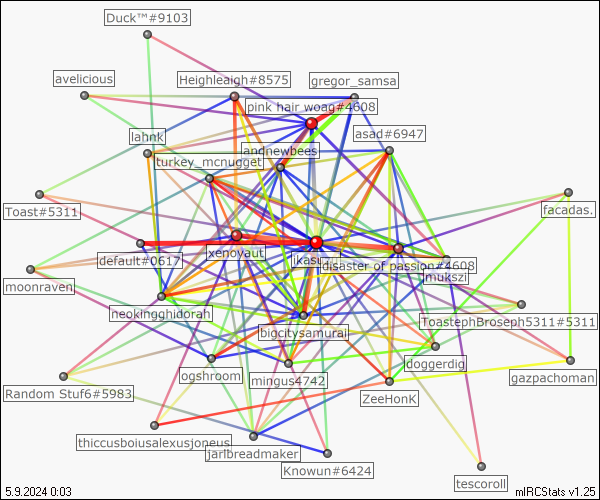 Duck™#9103
avelicious
Heighleaigh#8575
gregor_samsa
pink hair woag#4608
lahnk
asad#6947
andnewbees
turkey_mcnugget
Toast#5311
facadas.
xenoyaut
default#0617
disaster of passion#4608
mukszi
moonraven
neokingghidorah
ToastephBroseph5311#5311
bigcitysamurai
doggerdig
ogshroom
mingus4742
gazpachoman
Random Stuf6#5983
ZeeHonK
thiccusboiusalexusjoneus
jarlbreadmaker
Knowun#6424
tescoroll
5.9.2024 0:03
mIRCStats v1.25